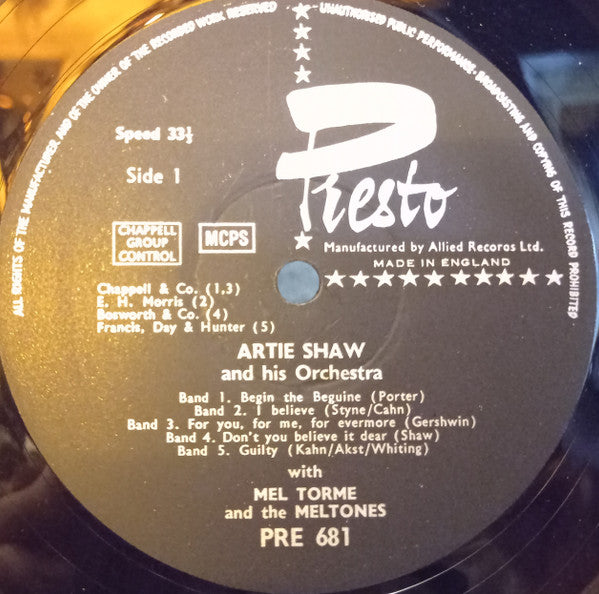 ALL RIGHTS OF THE MANUFACTURER AND OF THE OWNER OF THE RECORDED WORK RESERVED
UNAUTHORISED PUBLIC PERFORMANCE · BROADCASTING AND COPYING OF THIS RECORD PROHIBITED
Speed 33⅓
Side 1
Presto
CHAPPELL
GROUP
CONTROL
MCPS
Manufactured by Allied Records Ltd.
MADE IN ENGLAND
Chappell & Co. (1,3)
E. H. Morris (2)
Bosworth & Co. (4)
Francis, Day & Hunter (5)
ARTIE SHAW
and his Orchestra
Band 1. Begin the Beguine (Porter)
Band 2. I believe (Styne/Cahn)
Band 3. For you, for me, for evermore (Gershwin)
Band 4. Don't you believe it dear (Shaw)
Band 5. Guilty (Kahn/Akst/Whiting)
with
MEL TORME
and the MELTONES
PRE 681